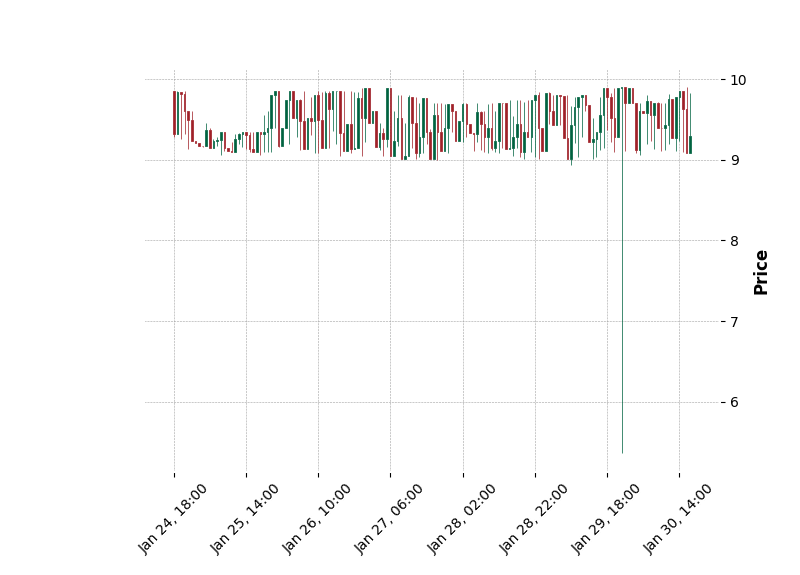 10
9
8
7
6
Price
Jan 24, 18:00
Jan 25, 14:00
Jan 26, 10:00
Jan 27, 06:00
Jan 28, 02:00
Jan 28, 22:00
Jan 29, 18:00
Jan 30, 14:00